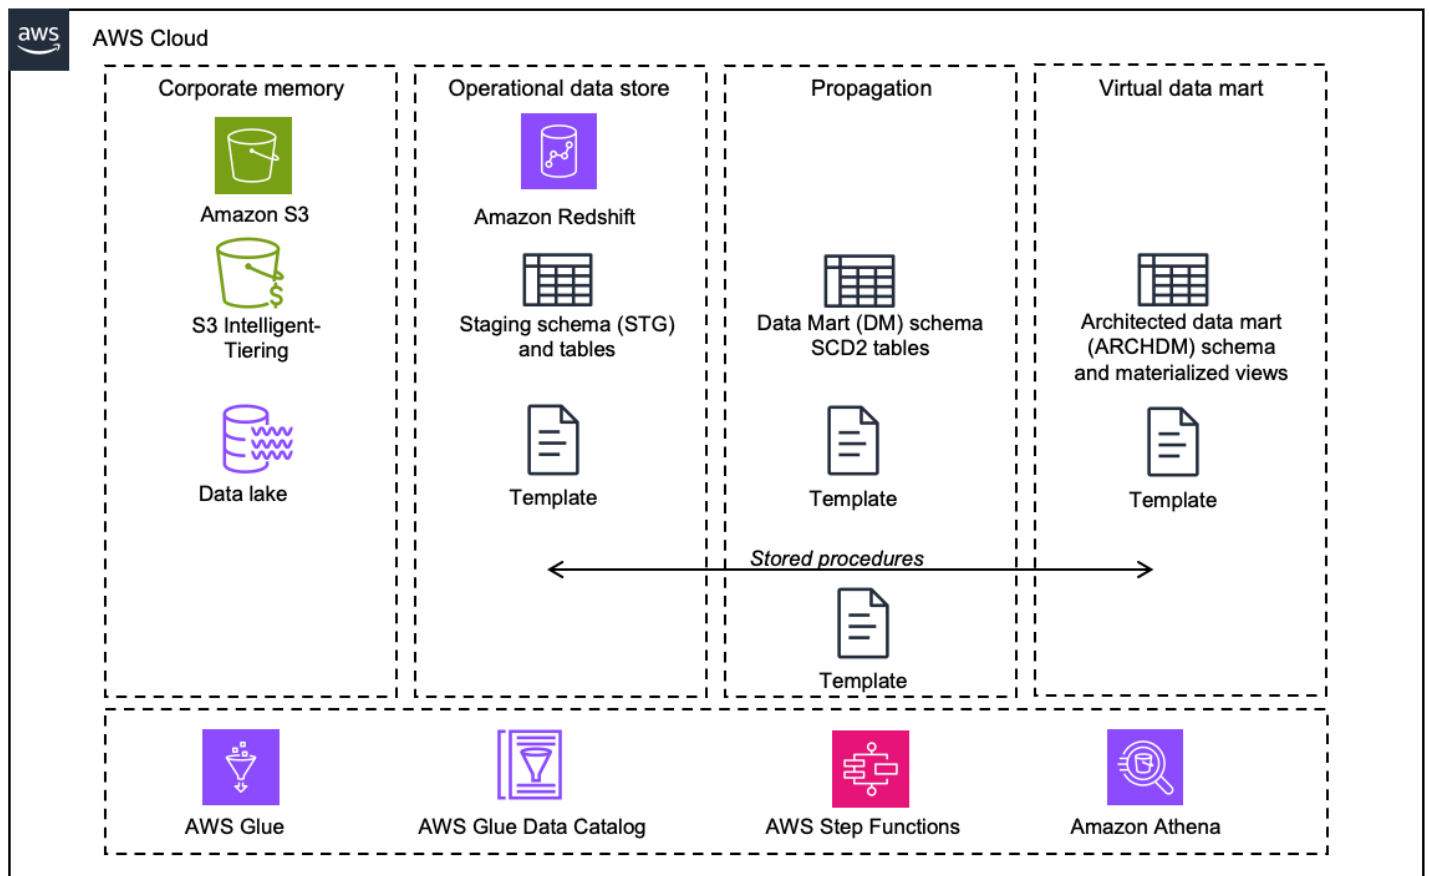 aws
AWS Cloud
Corporate memory
Amazon S3
S3 Intelligent-
Tiering
Data lake
Operational data store
Amazon Redshift
Staging schema (STG)
and tables
Template
Propagation
Data Mart (DM) schema
SCD2 tables
Template
Virtual data mart
Architected data mart
(ARCHDM) schema
and materialized views
Template
Stored procedures
Template
AWS Glue
AWS Glue Data Catalog
AWS Step Functions
Amazon Athena